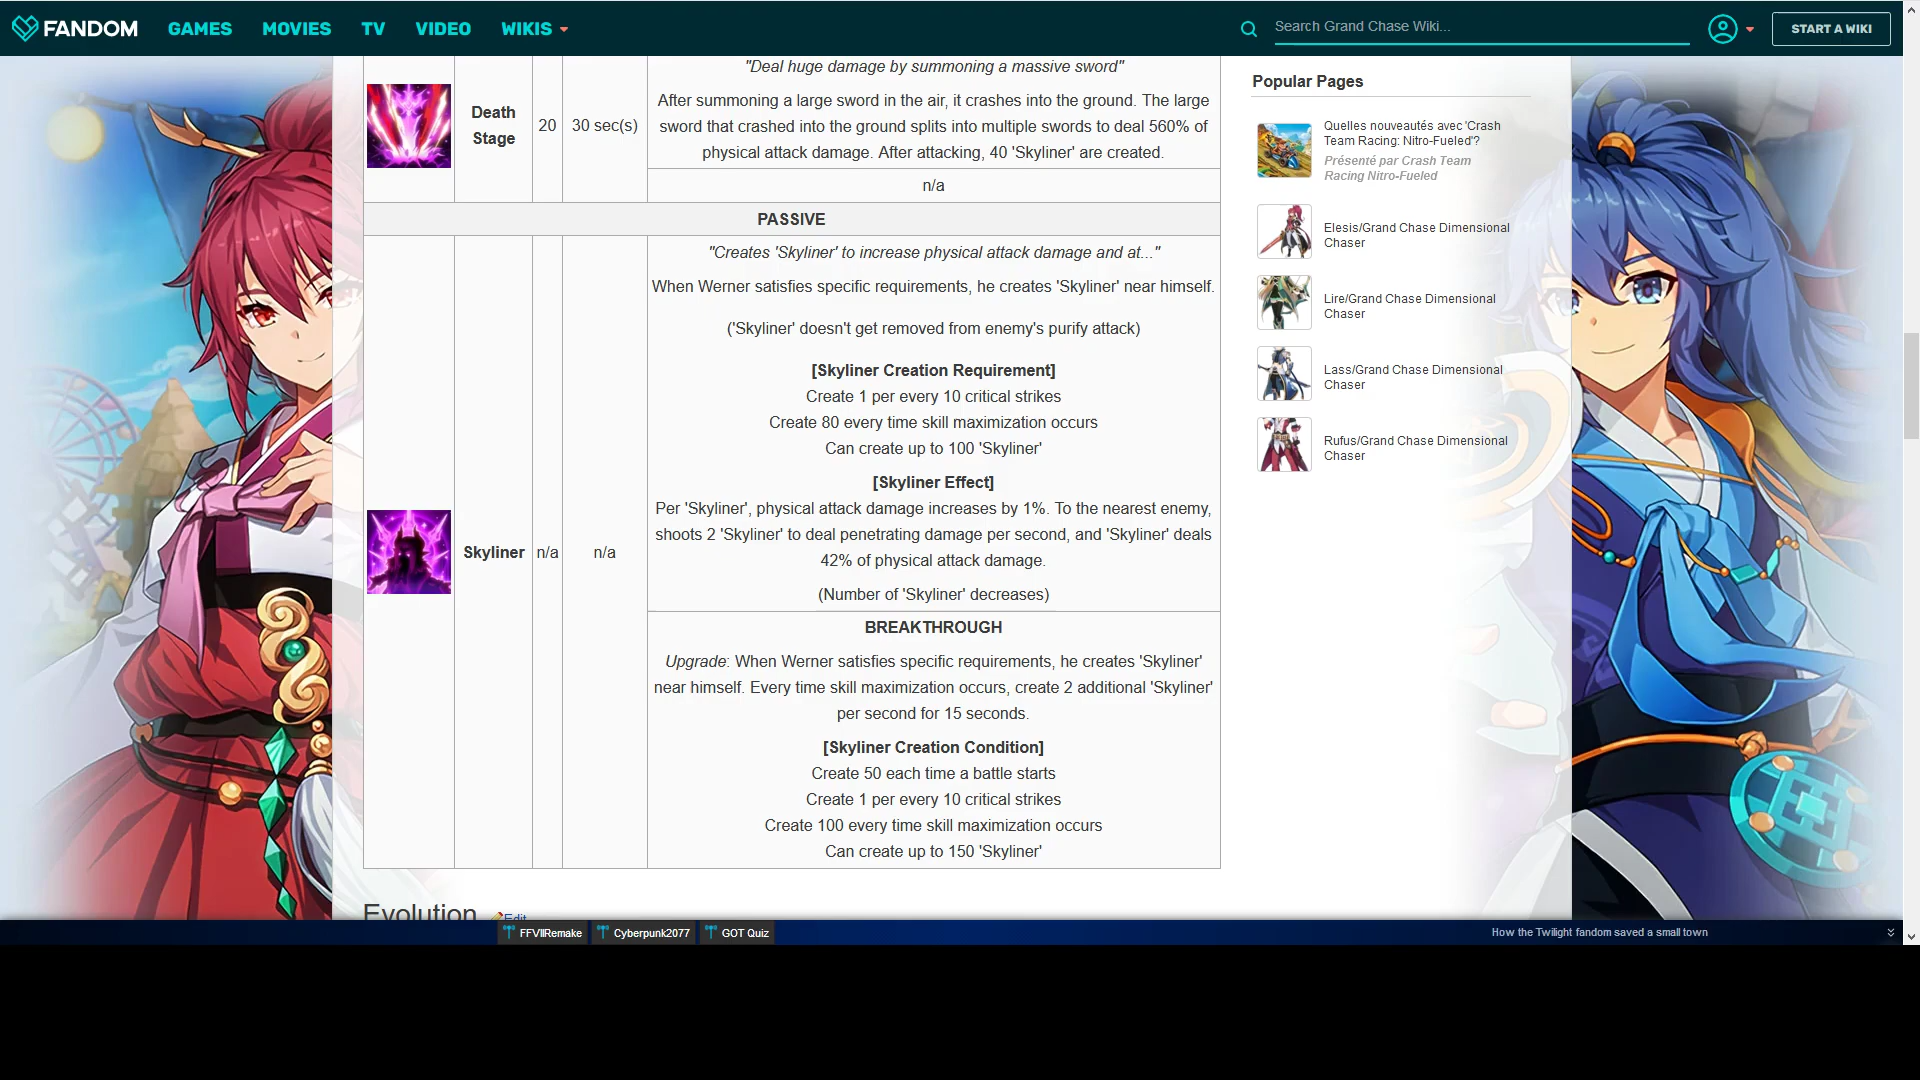 FANDOM
GAMES
MOVIES
TV
VIDEO
WIKIS
Search Grand Chase Wiki...
START A WIKI
Death
Stage
20
30 sec(s)
"Deal huge damage by summoning a massive sword"
After summoning a large sword in the air, it crashes into the ground. The large
sword that crashed into the ground splits into multiple swords to deal 560% of
physical attack damage. After attacking, 40 'Skyliner' are created.
n/a
PASSIVE
Skyliner
n/a
n/a
"Creates 'Skyliner' to increase physical attack damage and at..."
When Werner satisfies specific requirements, he creates 'Skyliner' near himself.
('Skyliner' doesn't get removed from enemy's purify attack)
[Skyliner Creation Requirement]
Create 1 per every 10 critical strikes
Create 80 every time skill maximization occurs
Can create up to 100 'Skyliner'
[Skyliner Effect]
Per 'Skyliner', physical attack damage increases by 1%. To the nearest enemy,
shoots 2 'Skyliner' to deal penetrating damage per second, and 'Skyliner' deals
42% of physical attack damage.
(Number of 'Skyliner' decreases)
BREAKTHROUGH
Upgrade: When Werner satisfies specific requirements, he creates 'Skyliner'
near himself. Every time skill maximization occurs, create 2 additional 'Skyliner'
per second for 15 seconds.
[Skyliner Creation Condition]
Create 50 each time a battle starts
Create 1 per every 10 critical strikes
Create 100 every time skill maximization occurs
Can create up to 150 'Skyliner'
Evolution
Edit
Popular Pages
Quelles nouveautés avec 'Crash
Team Racing: Nitro-Fueled'?
Présenté par Crash Team
Racing Nitro-Fueled
Elesis/Grand Chase Dimensional
Chaser
Lire/Grand Chase Dimensional
Chaser
Lass/Grand Chase Dimensional
Chaser
Rufus/Grand Chase Dimensional
Chaser
FFVIIRemake
Cyberpunk2077
GOT Quiz
How the Twilight fandom saved a small town